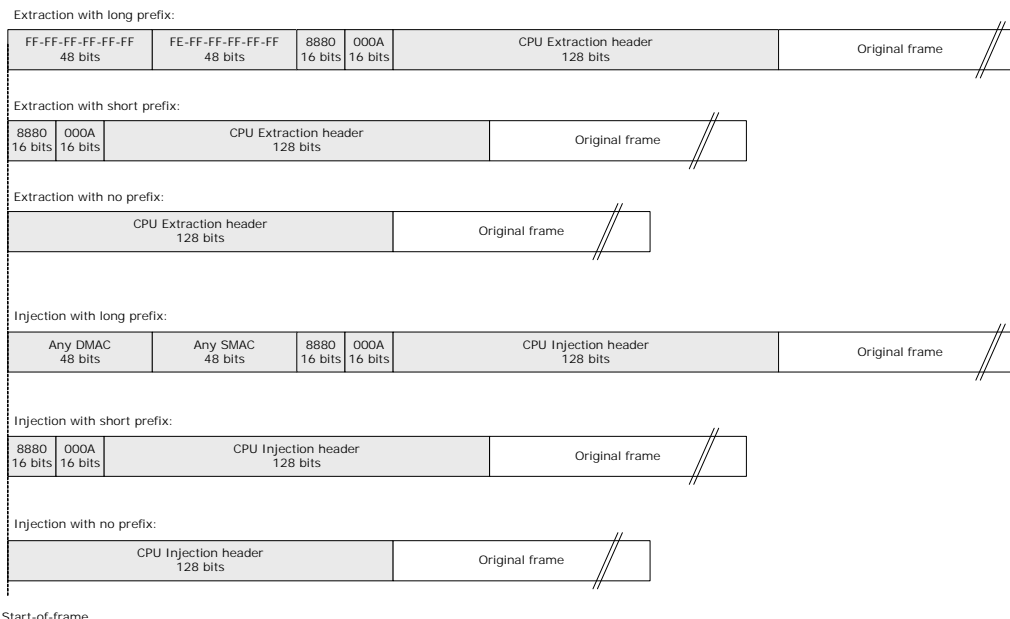 Extraction with long prefix:
FF-FF-FF-FF-FF-FF FE-FF-FF-FF-FF-FF 8880 000A CPU Extraction header Original frame
48 bits 48 bits 16 bits 16 bits 128 bits
Extraction with short prefix:
8880 000A CPU Extraction header Original frame
16 bits 16 bits 128 bits
Extraction with no prefix:
CPU Extraction header Original frame
128 bits
Injection with long prefix:
Any DMAC Any SMAC 8880 000A CPU Injection header Original frame
48 bits 48 bits 16 bits 16 bits 128 bits
Injection with short prefix:
8880 000A CPU Injection header Original frame
16 bits 16 bits 128 bits
Injection with no prefix:
CPU Injection header Original frame
128 bits
Start-of-frame